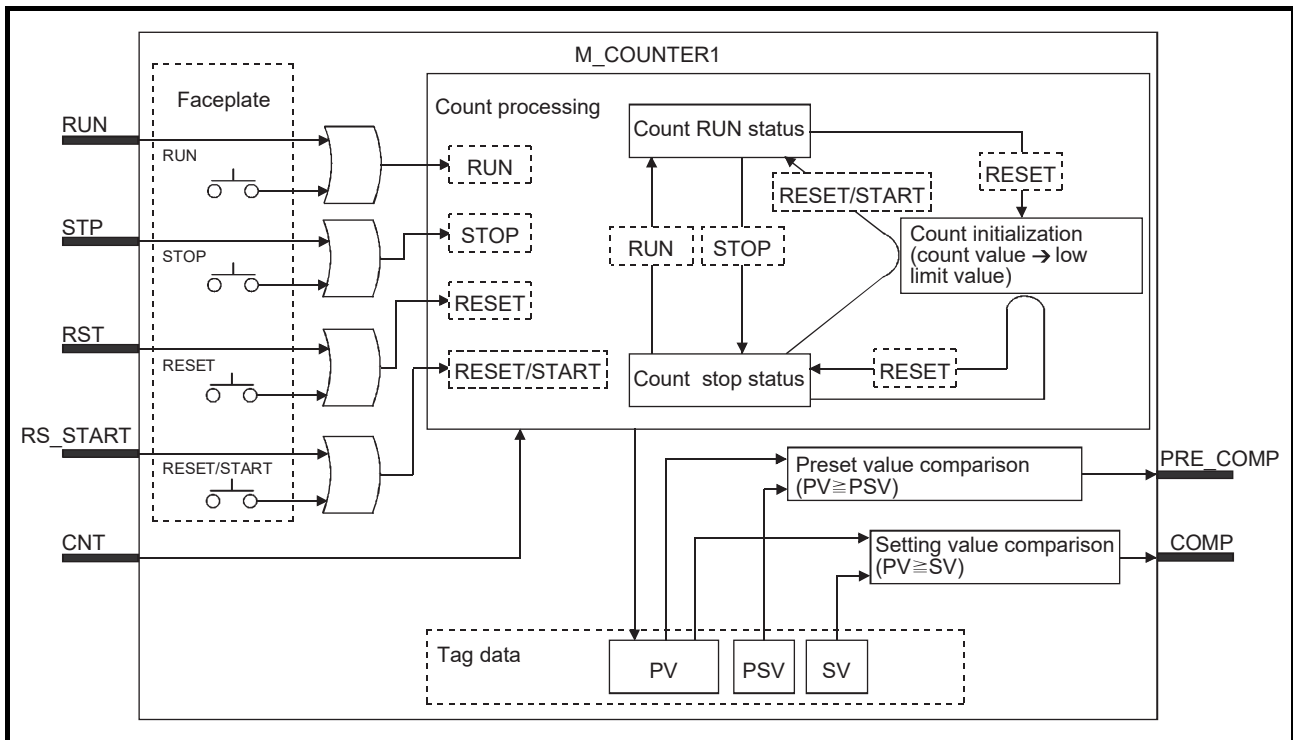 M_COUNTER1
Faceplate
Count processing
RUN
RUN
RUN
Count RUN status
RESET
RESET/START
STP
STOP
STOP
RUN
STOP
Count initialization
(count value → low
limit value)
RESET
RST
RESET
RESET/START
Count stop status
RESET
RS_START
RESET/START
Preset value comparison
(PV≧PSV)
PRE_COMP
CNT
Setting value comparison
(PV≧SV)
COMP
Tag data
PV
PSV
SV